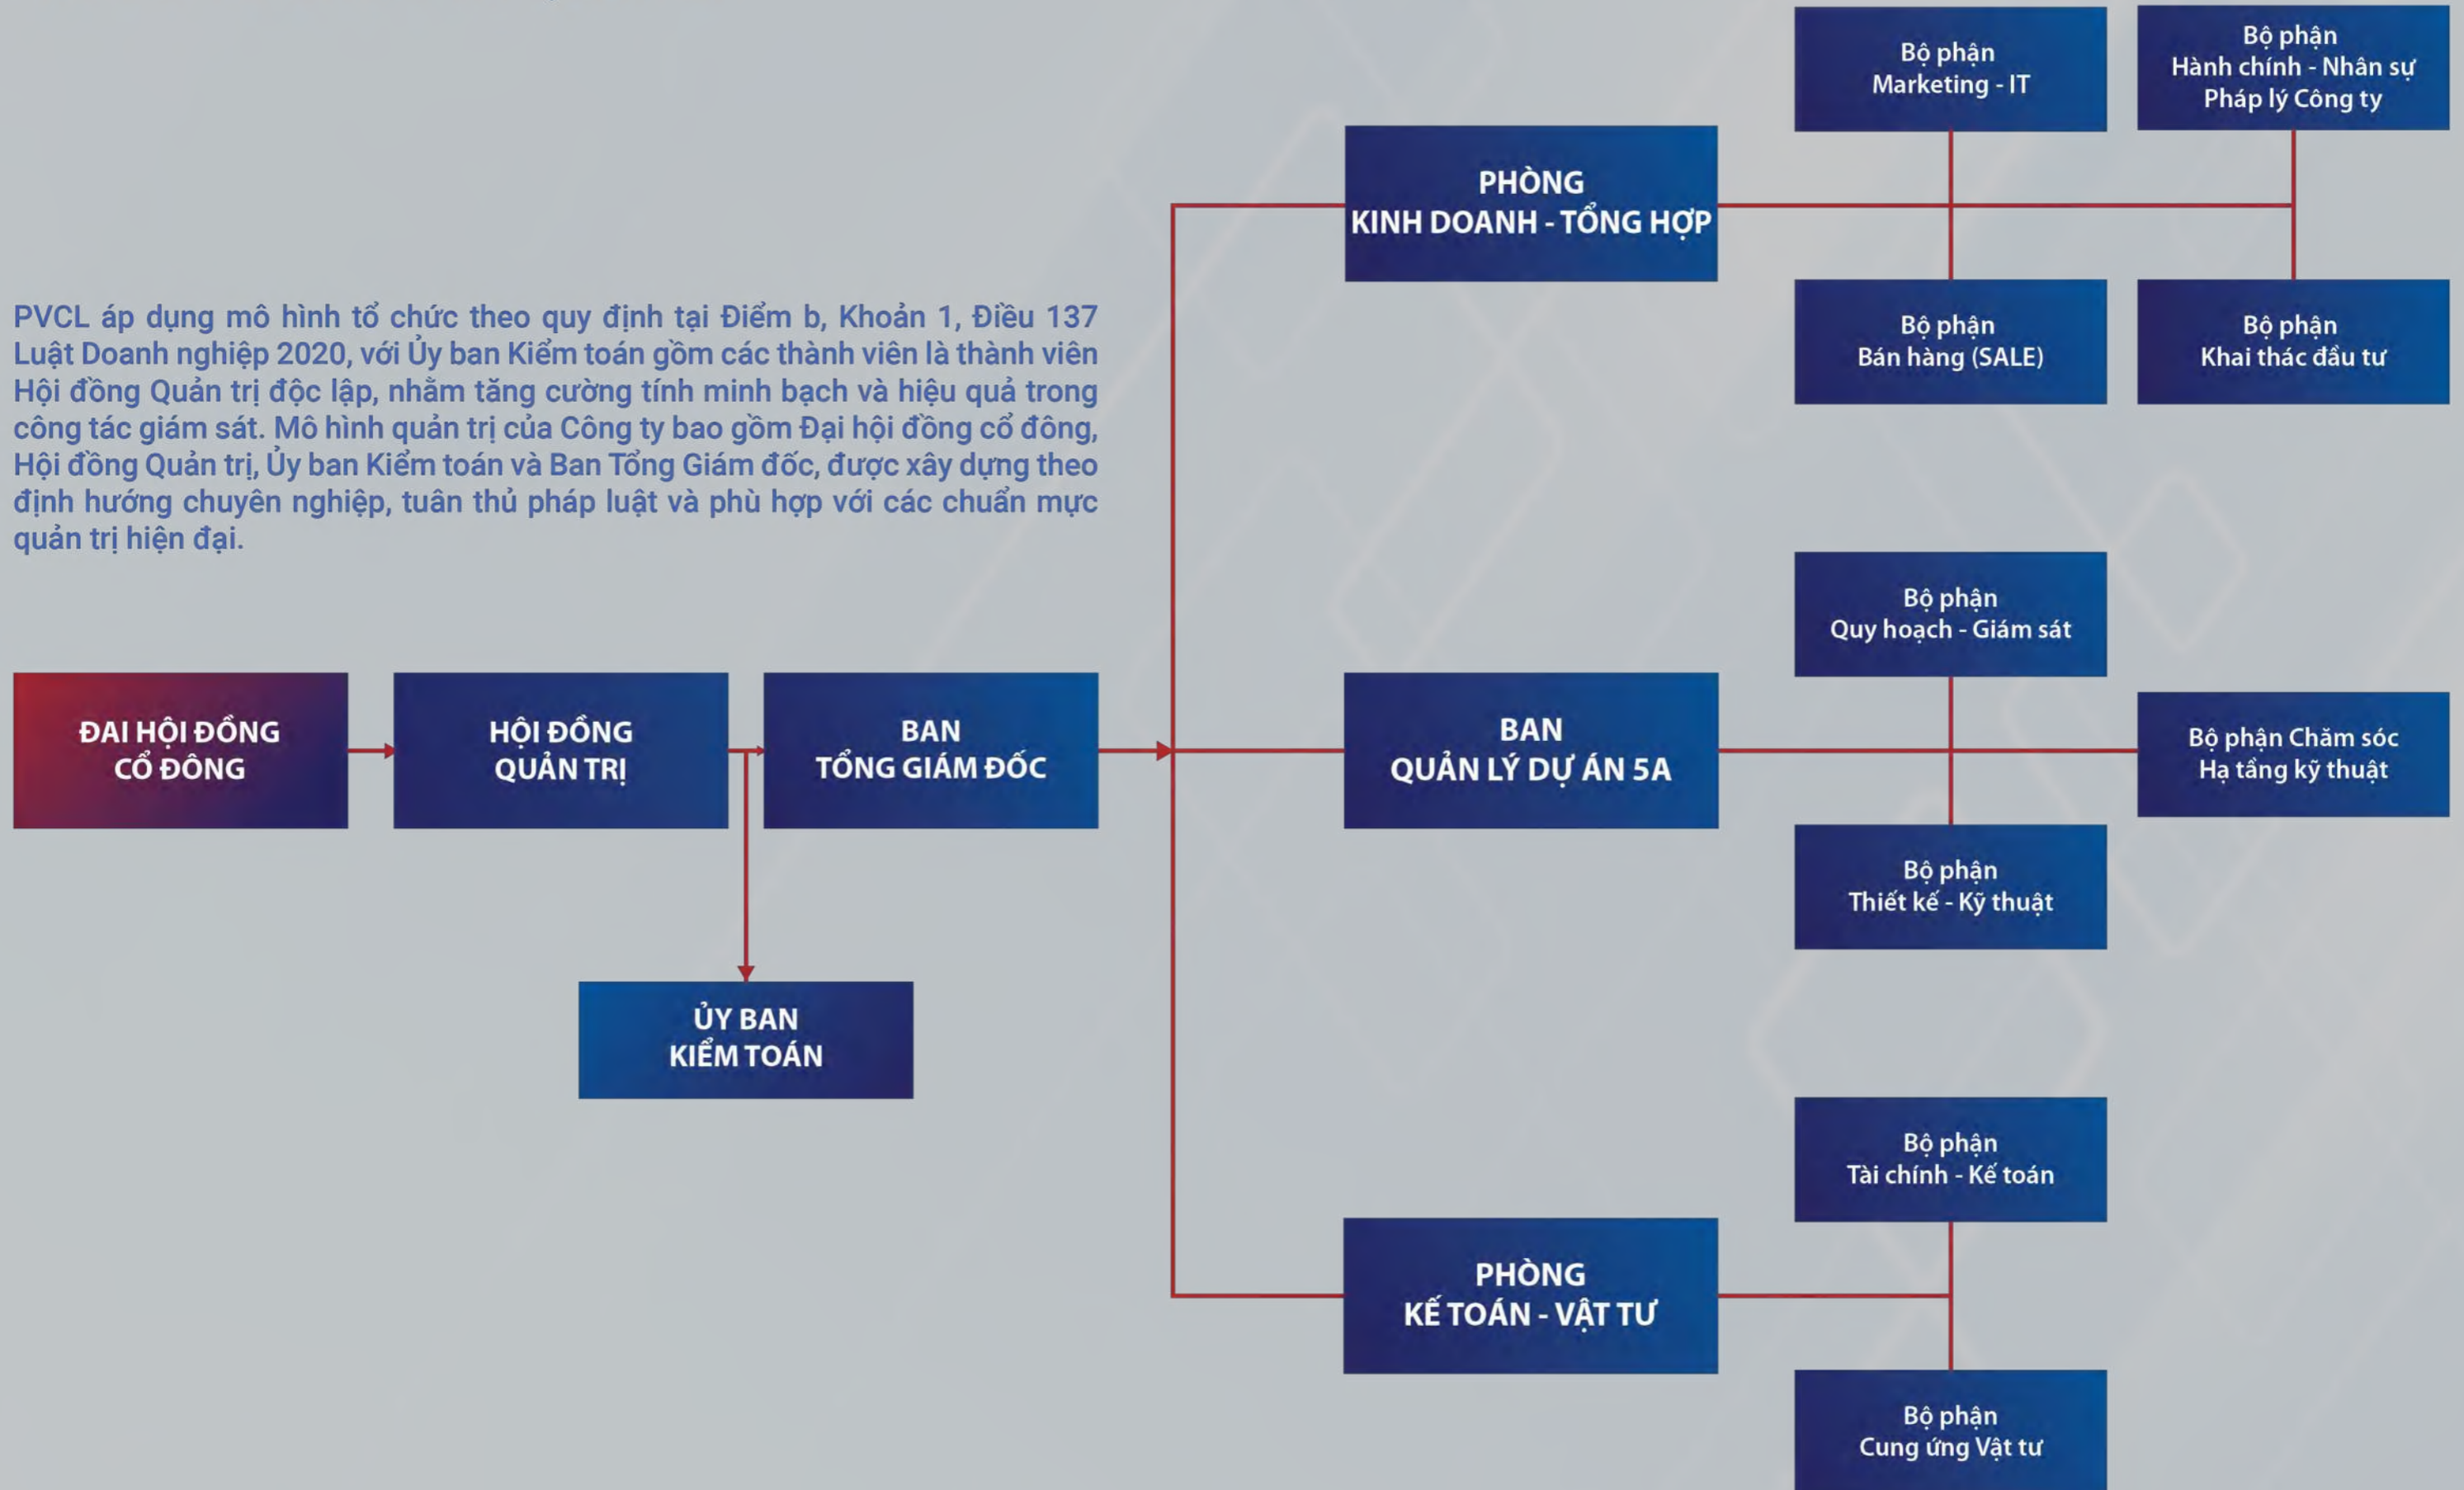 Bộ phận
Marketing - IT
Bộ phận
Hành chính - Nhân sự
Pháp lý Công ty
PHÒNG
KINH DOANH - TỔNG HỢP
Bộ phận
Bán hàng (SALE)
Bộ phận
Khai thác đầu tư
PVCL áp dụng mô hình tổ chức theo quy định tại Điểm b, Khoản 1, Điều 137
Luật Doanh nghiệp 2020, với Ủy ban Kiểm toán gồm các thành viên là thành viên
Hội đồng Quản trị độc lập, nhằm tăng cường tính minh bạch và hiệu quả trong
công tác giám sát. Mô hình quản trị của Công ty bao gồm Đại hội đồng cổ đông,
Hội đồng Quản trị, Ủy ban Kiểm toán và Ban Tổng Giám đốc, được xây dựng theo
định hướng chuyên nghiệp, tuân thủ pháp luật và phù hợp với các chuẩn mực
quản trị hiện đại.
ĐAI HỘI ĐỒNG
CỔ ĐÔNG
HỘI ĐỒNG
QUẢN TRỊ
BAN
TỔNG GIÁM ĐỐC
ỦY BAN
KIỂM TOÁN
BAN
QUẢN LÝ DỰ ÁN 5A
Bộ phận
Quy hoạch - Giám sát
Bộ phận Chăm sóc
Hạ tầng kỹ thuật
Bộ phận
Thiết kế - Kỹ thuật
PHÒNG
KẾ TOÁN - VẬT TƯ
Bộ phận
Tài chính - Kế toán
Bộ phận
Cung ứng Vật tư